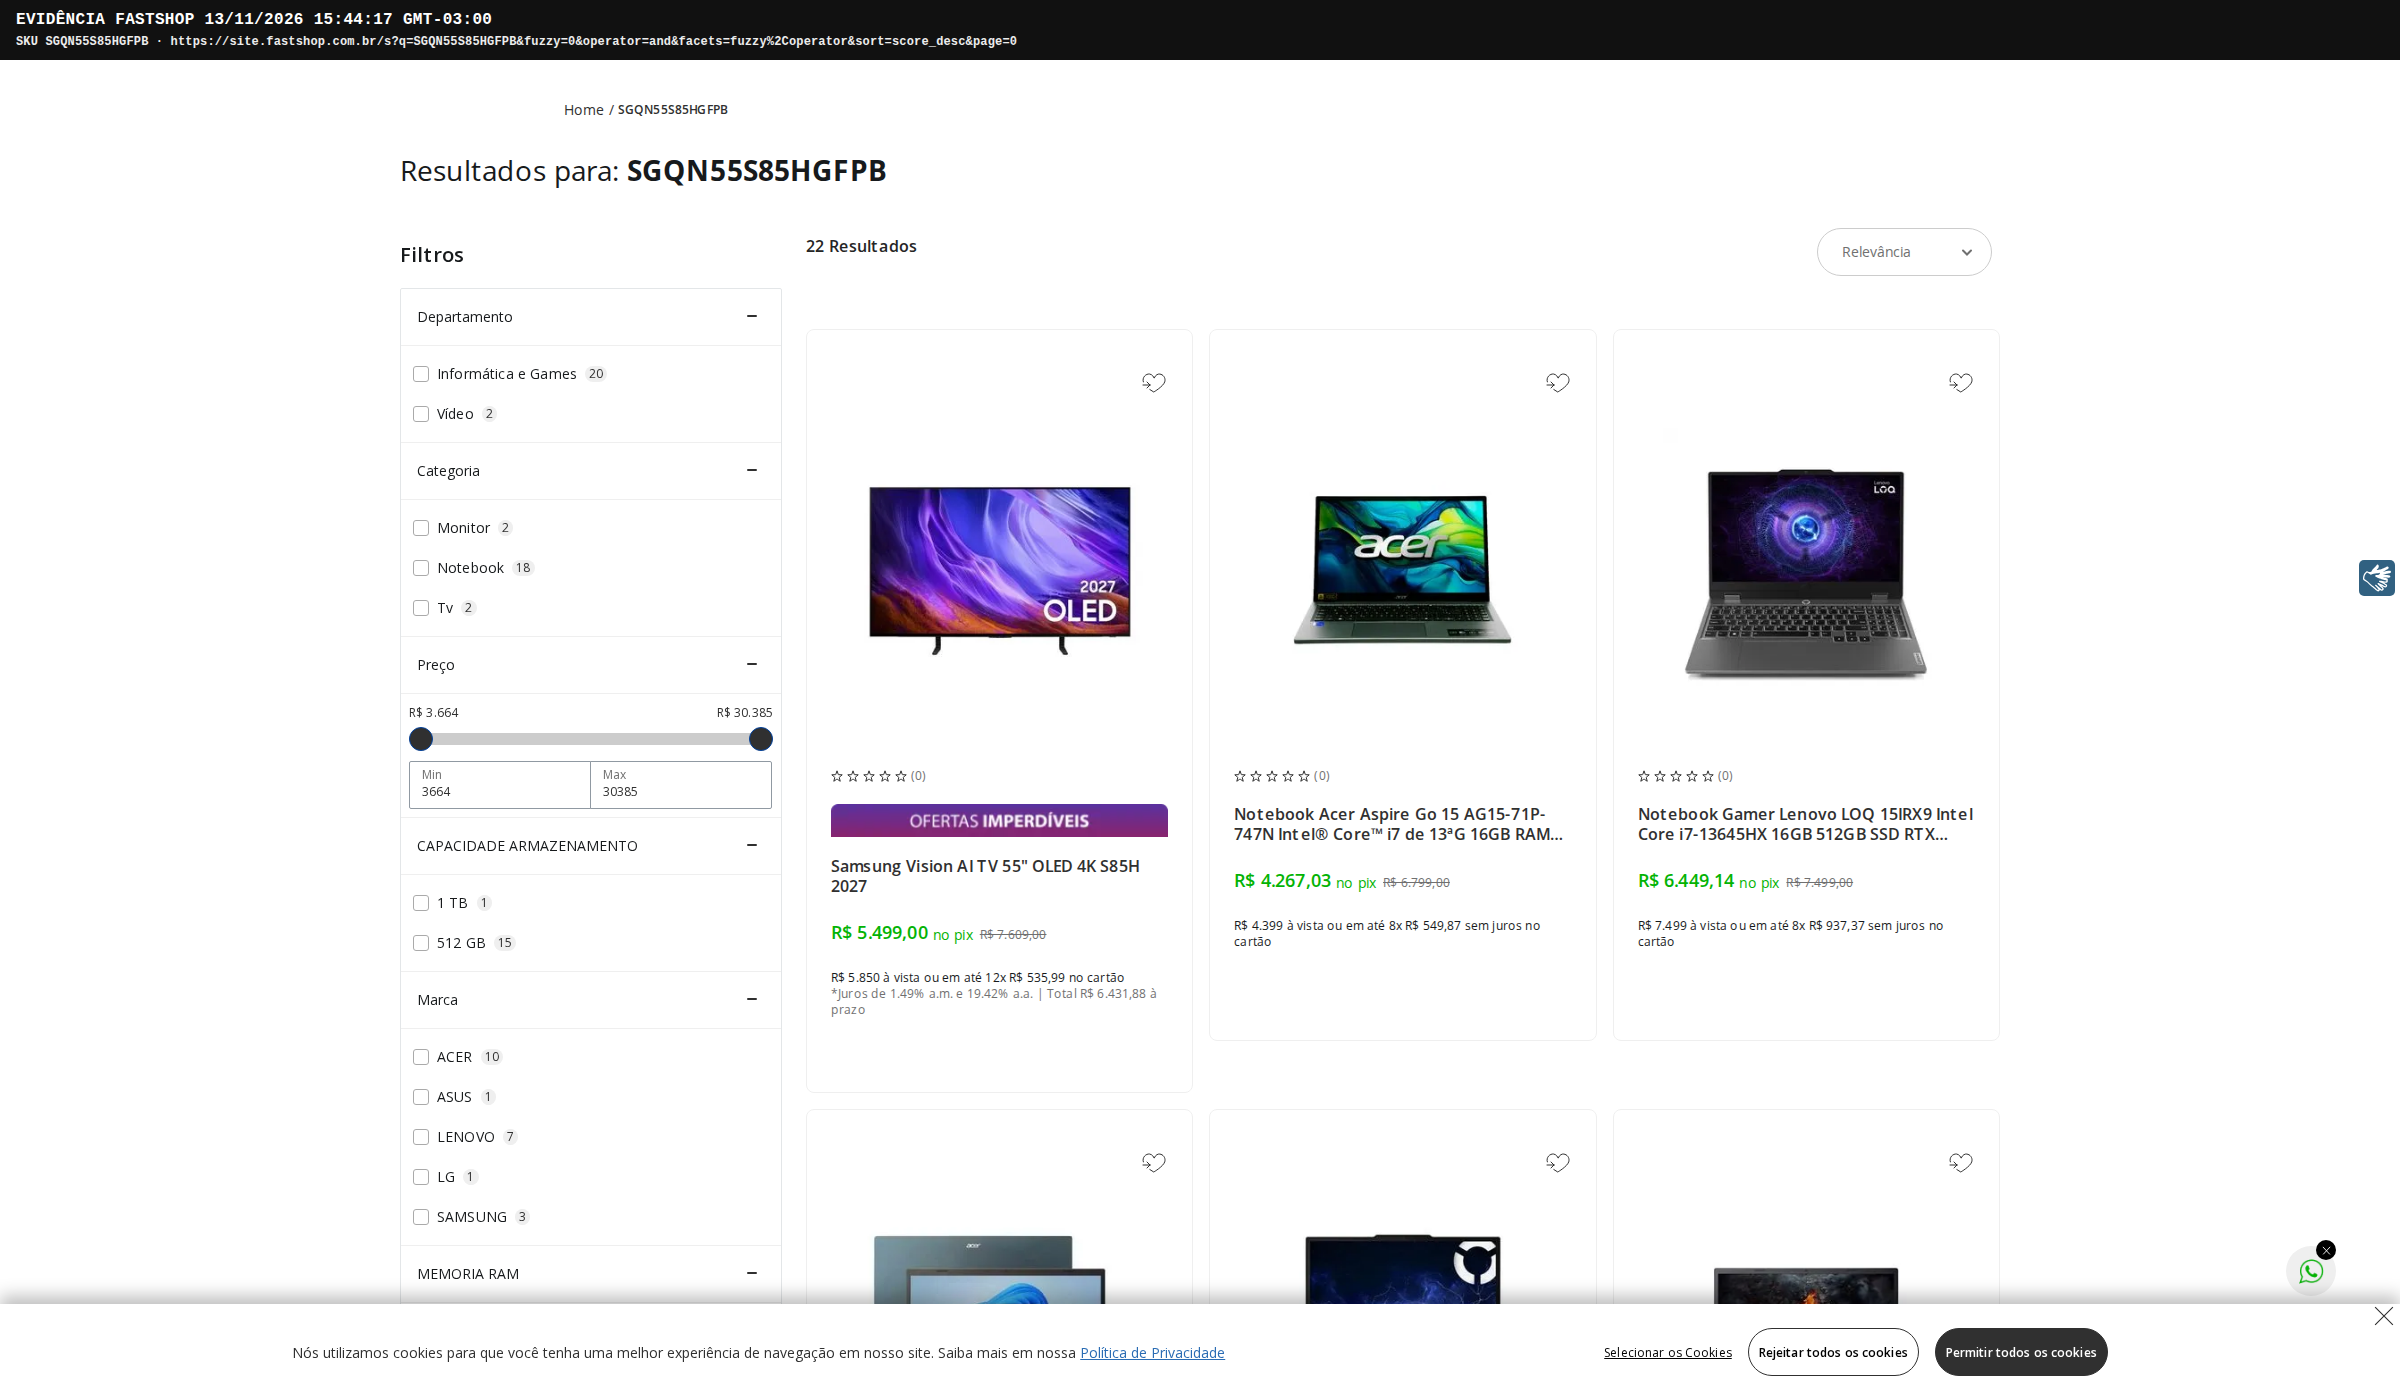 EVIDÊNCIA FASTSHOP 13/11/2026 15:44:17 GMT-03:00
SKU SGQN55S85HGFPB · https://site.fastshop.com.br/s?q=SGQN55S85HGFPB&fuzzy=0&operator=and&facets=fuzzy%2Coperator&sort=score_desc&page=0
Home / SGQN55S85HGFPB
Resultados para: SGQN55S85HGFPB
Filtros
22 Resultados
Relevância
Departamento
Informática e Games 20
Vídeo 2
Categoria
Monitor 2
Notebook 18
Tv 2
Preço
R$ 3.664
R$ 30.385
Min
3664
Max
30385
CAPACIDADE ARMAZENAMENTO
1 TB 1
512 GB 15
Marca
ACER 10
ASUS 1
LENOVO 7
LG 1
SAMSUNG 3
MEMORIA RAM
2027
OLED
(0)
OFERTAS IMPERDÍVEIS
Samsung Vision AI TV 55" OLED 4K S85H
2027
R$ 5.499,00 no pix R$ 7.609,00
R$ 5.850 à vista ou em até 12x R$ 535,99 no cartão
*Juros de 1.49% a.m. e 19.42% a.a. | Total R$ 6.431,88 à
prazo
acer
(0)
Notebook Acer Aspire Go 15 AG15-71P-
747N Intel® Core™ i7 de 13ªG 16GB RAM...
R$ 4.267,03 no pix R$ 6.799,00
R$ 4.399 à vista ou em até 8x R$ 549,87 sem juros no
cartão
Lenovo
LOQ
(0)
Notebook Gamer Lenovo LOQ 15IRX9 Intel
Core i7-13645HX 16GB 512GB SSD RTX...
R$ 6.449,14 no pix R$ 7.499,00
R$ 7.499 à vista ou em até 8x R$ 937,37 sem juros no
cartão
acer
Nós utilizamos cookies para que você tenha uma melhor experiência de navegação em nosso site. Saiba mais em nossa Política de Privacidade
Selecionar os Cookies
Rejeitar todos os cookies
Permitir todos os cookies